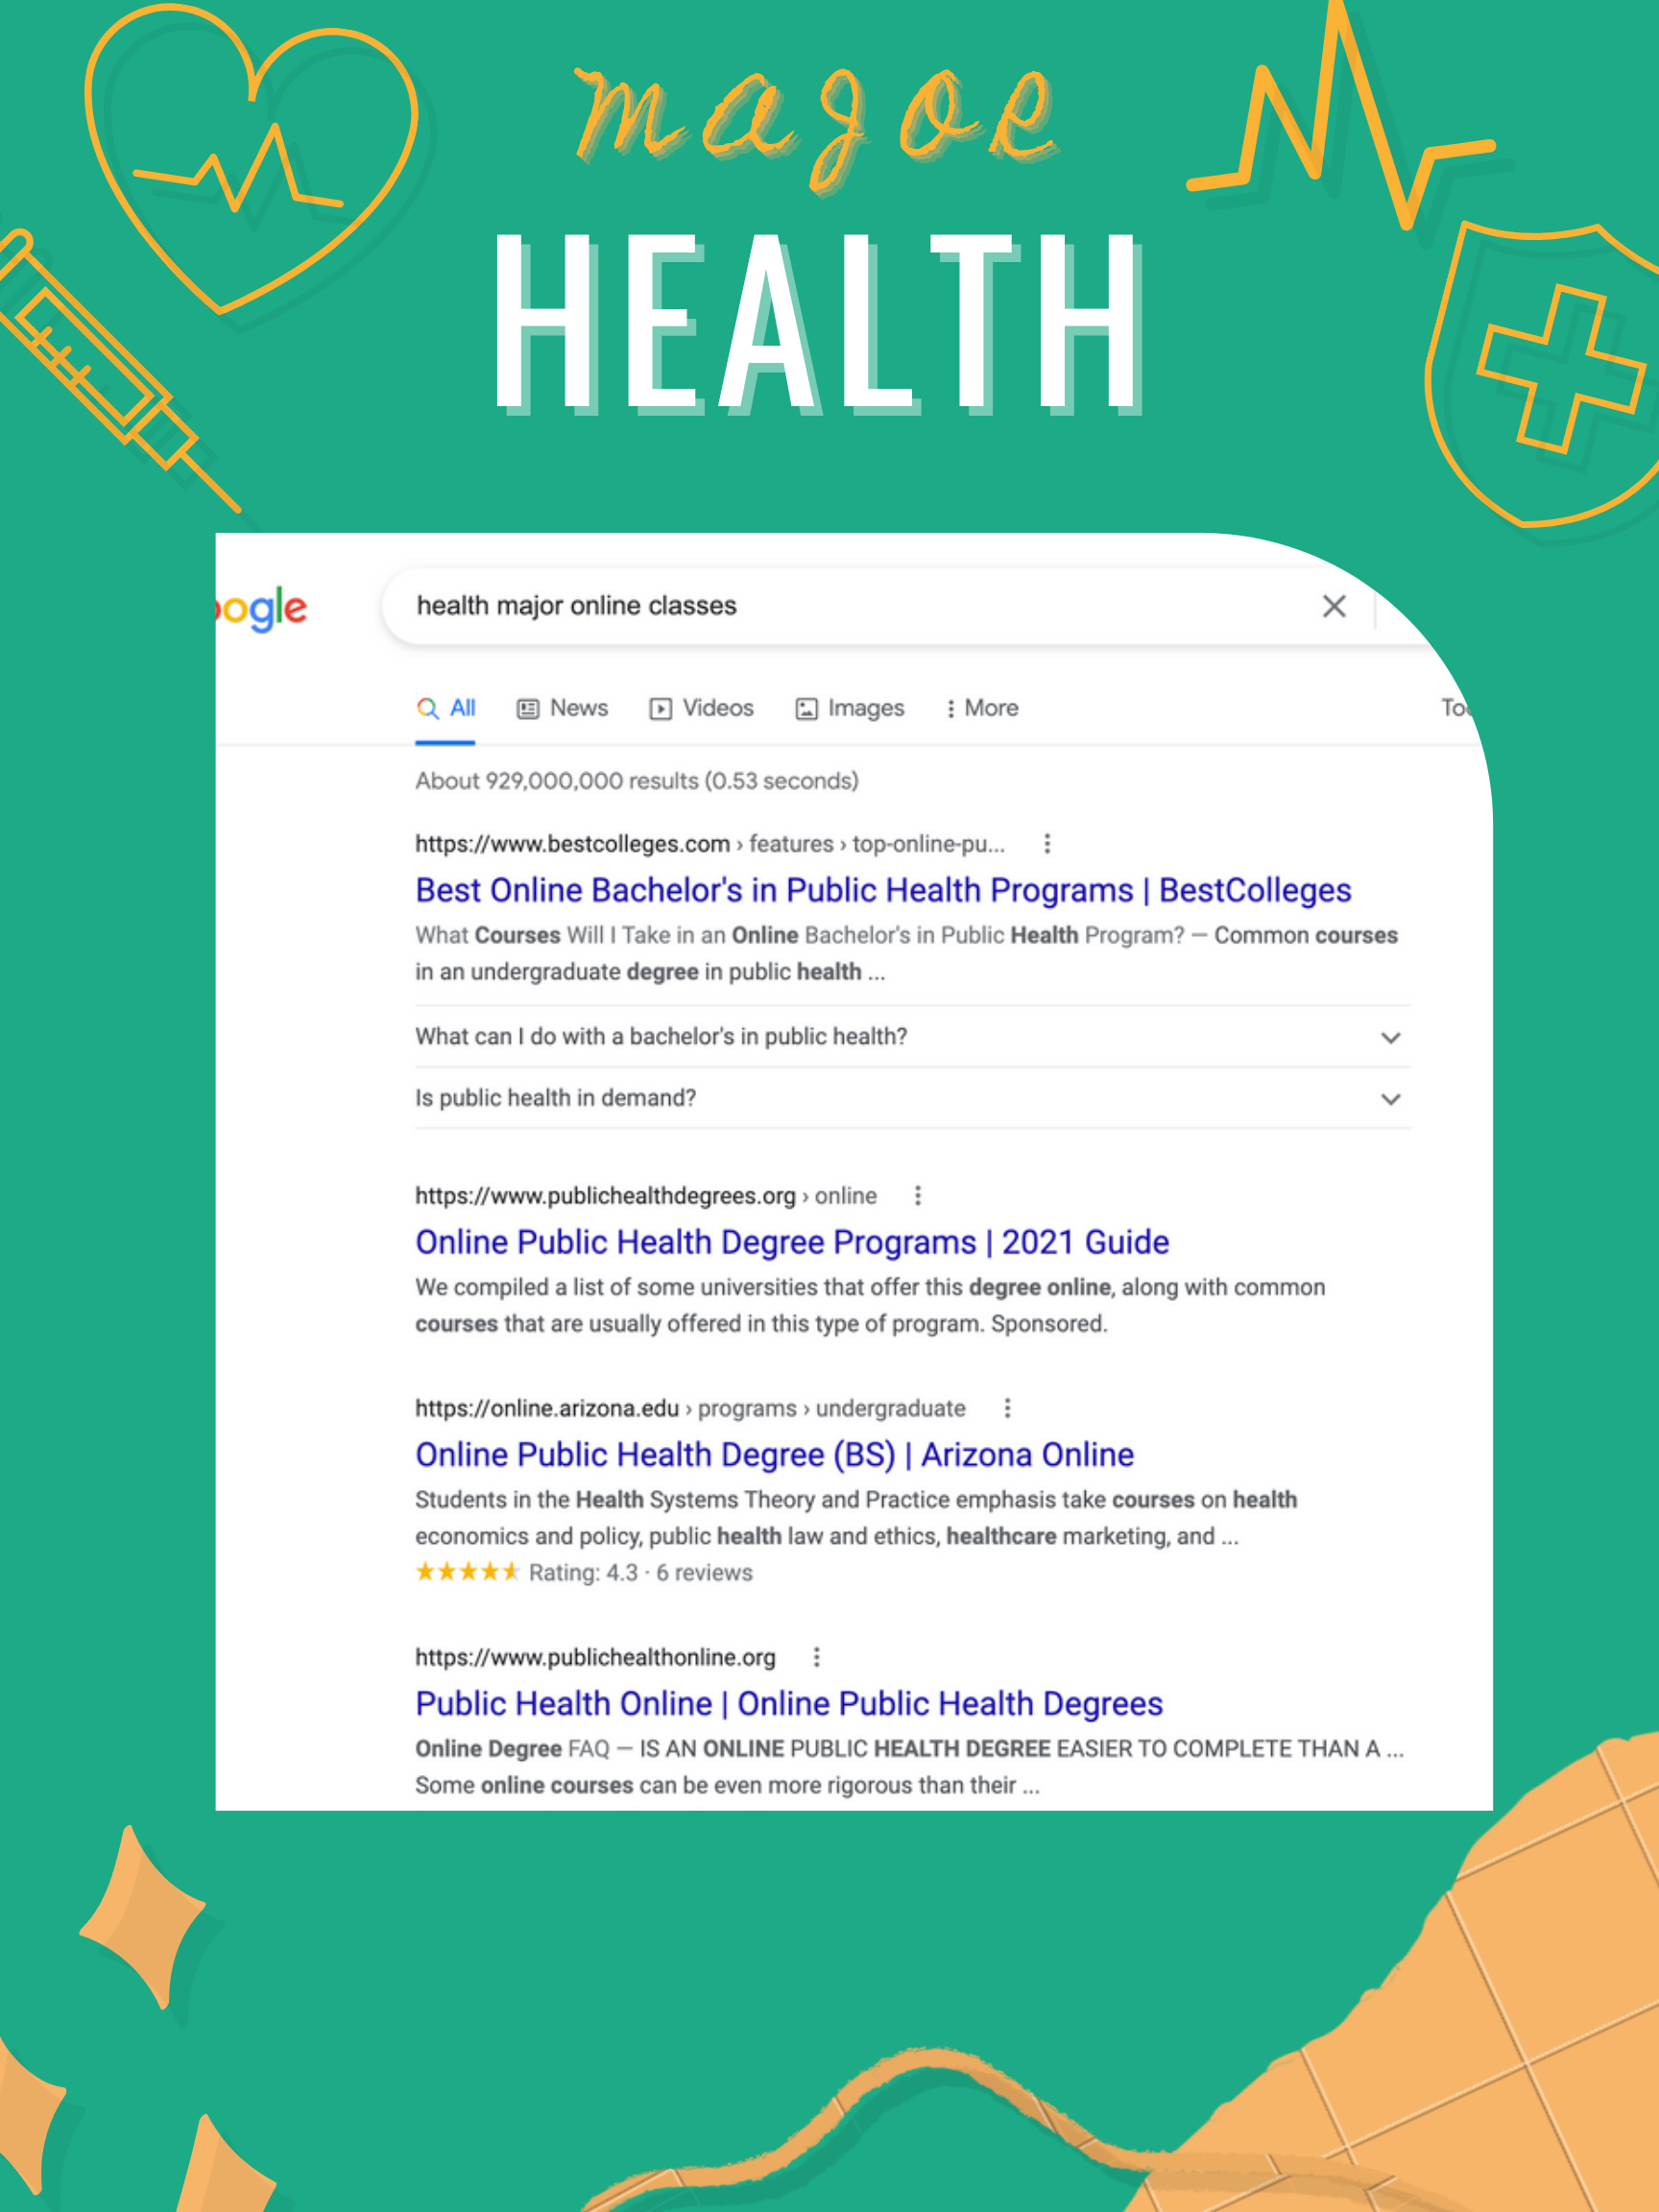 major
HEALTH
ogle
health major online classes
All News Videos Images More
About 929,000,000 results (0.53 seconds)
https://www.bestcolleges.com › features › top-online-pu...
Best Online Bachelor's in Public Health Programs | BestColleges
What Courses Will I Take in an Online Bachelor's in Public Health Program? — Common courses
in an undergraduate degree in public health ...
What can I do with a bachelor's in public health?
Is public health in demand?
https://www.publichealthdegrees.org › online
Online Public Health Degree Programs | 2021 Guide
We compiled a list of some universities that offer this degree online, along with common
courses that are usually offered in this type of program. Sponsored.
https://online.arizona.edu › programs › undergraduate
Online Public Health Degree (BS) | Arizona Online
Students in the Health Systems Theory and Practice emphasis take courses on health
economics and policy, public health law and ethics, healthcare marketing, and ...
Rating: 4.3 · 6 reviews
https://www.publichealthonline.org
Public Health Online | Online Public Health Degrees
Online Degree FAQ — IS AN ONLINE PUBLIC HEALTH DEGREE EASIER TO COMPLETE THAN A ...
Some online courses can be even more rigorous than their ...